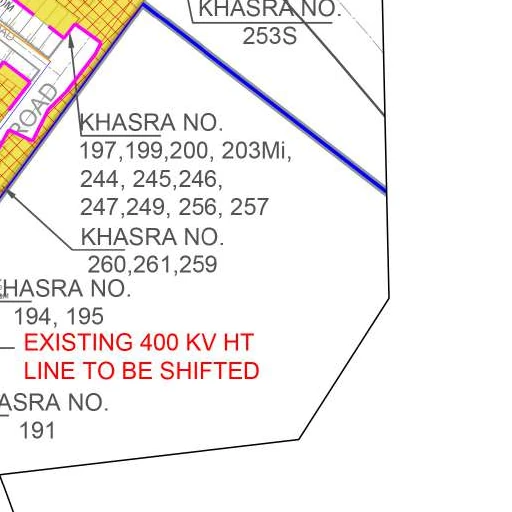 KHASRA NO.
253S
ROAD
KHASRA NO.
197,199,200, 203Mi,
244, 245,246,
247,249, 256, 257
KHASRA NO.
260,261,259
HASRA NO.
194, 195
EXISTING 400 KV HT
LINE TO BE SHIFTED
ASRA NO.
191